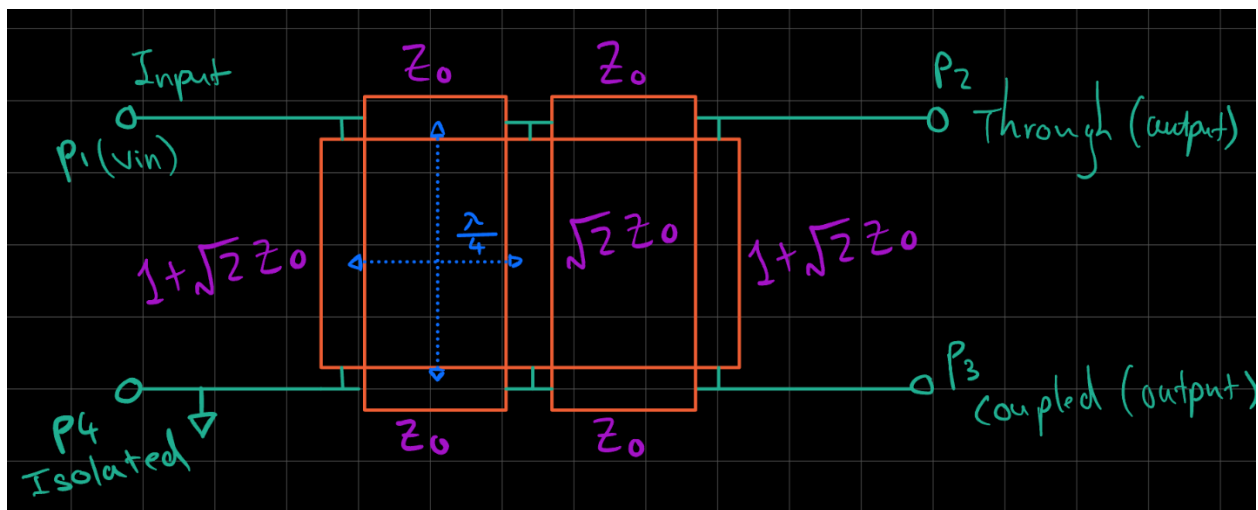 Input
P1 (Vin)
Z0
Z0
P2
Through (output)
1+√2 Z0
λ/4
√2 Z0
1+√2 Z0
P4
Isolated
Z0
Z0
P3
Coupled (output)